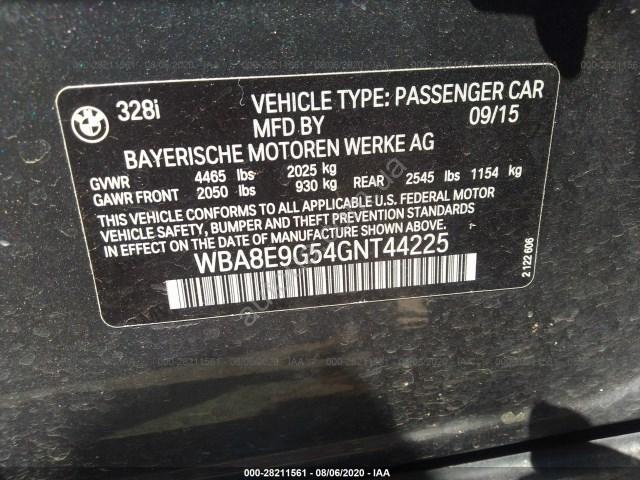 328i
VEHICLE TYPE: PASSENGER CAR
MFD BY 09/15
BAYERISCHE MOTOREN WERKE AG
GVWR 4465 lbs 2025 kg
GAWR FRONT 2050 lbs 930 kg REAR 2545 lbs 1154 kg
THIS VEHICLE CONFORMS TO ALL APPLICABLE U.S. FEDERAL MOTOR
VEHICLE SAFETY, BUMPER AND THEFT PREVENTION STANDARDS
IN EFFECT ON THE DATE OF MANUFACTURE SHOWN ABOVE.
WBA8E9G54GNT44225
2 122 606
000-28211561 - 08/06/2020 - IAA